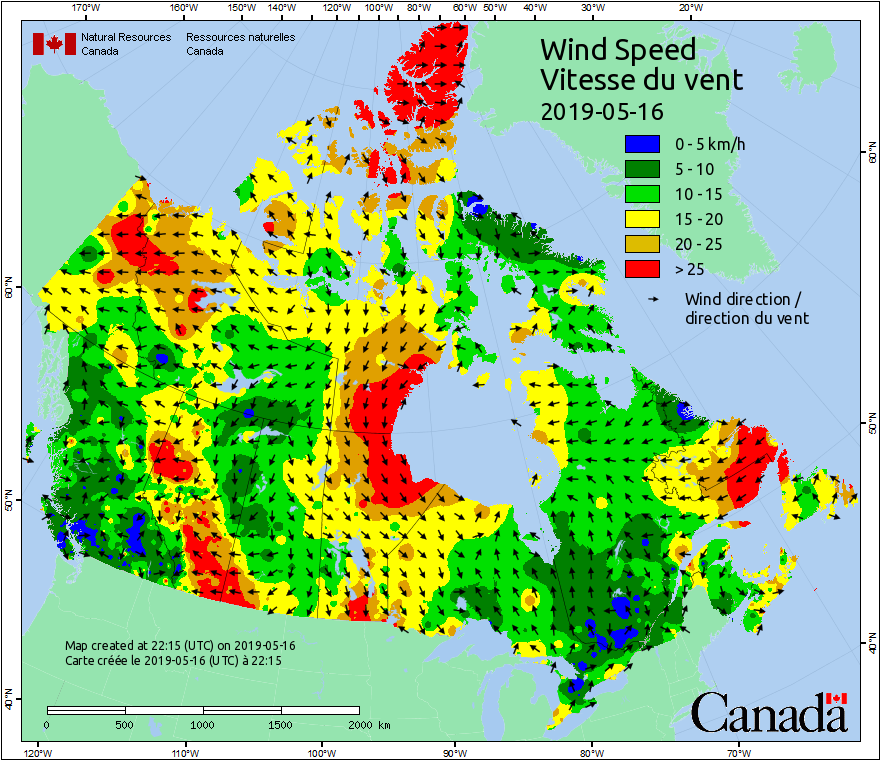 170°W 160°W 150°W 140°W 120°W 100°W 80°W 60°W 50°W 40°W 30°W 20°W
Natural Resources Ressources naturelles
Canada Canada
Wind Speed
Vitesse du vent
2019-05-16
0 - 5 km/h
5 - 10
10 - 15
15 - 20
20 - 25
> 25
Wind direction /
direction du vent
60°N
60°N
50°N
50°N
40°N
40°N
Map created at 22:15 (UTC) on 2019-05-16
Carte créée le 2019-05-16 (UTC) à 22:15
0 500 1000 1500 2000 km
Canada
120°W 110°W 100°W 90°W 80°W 70°W